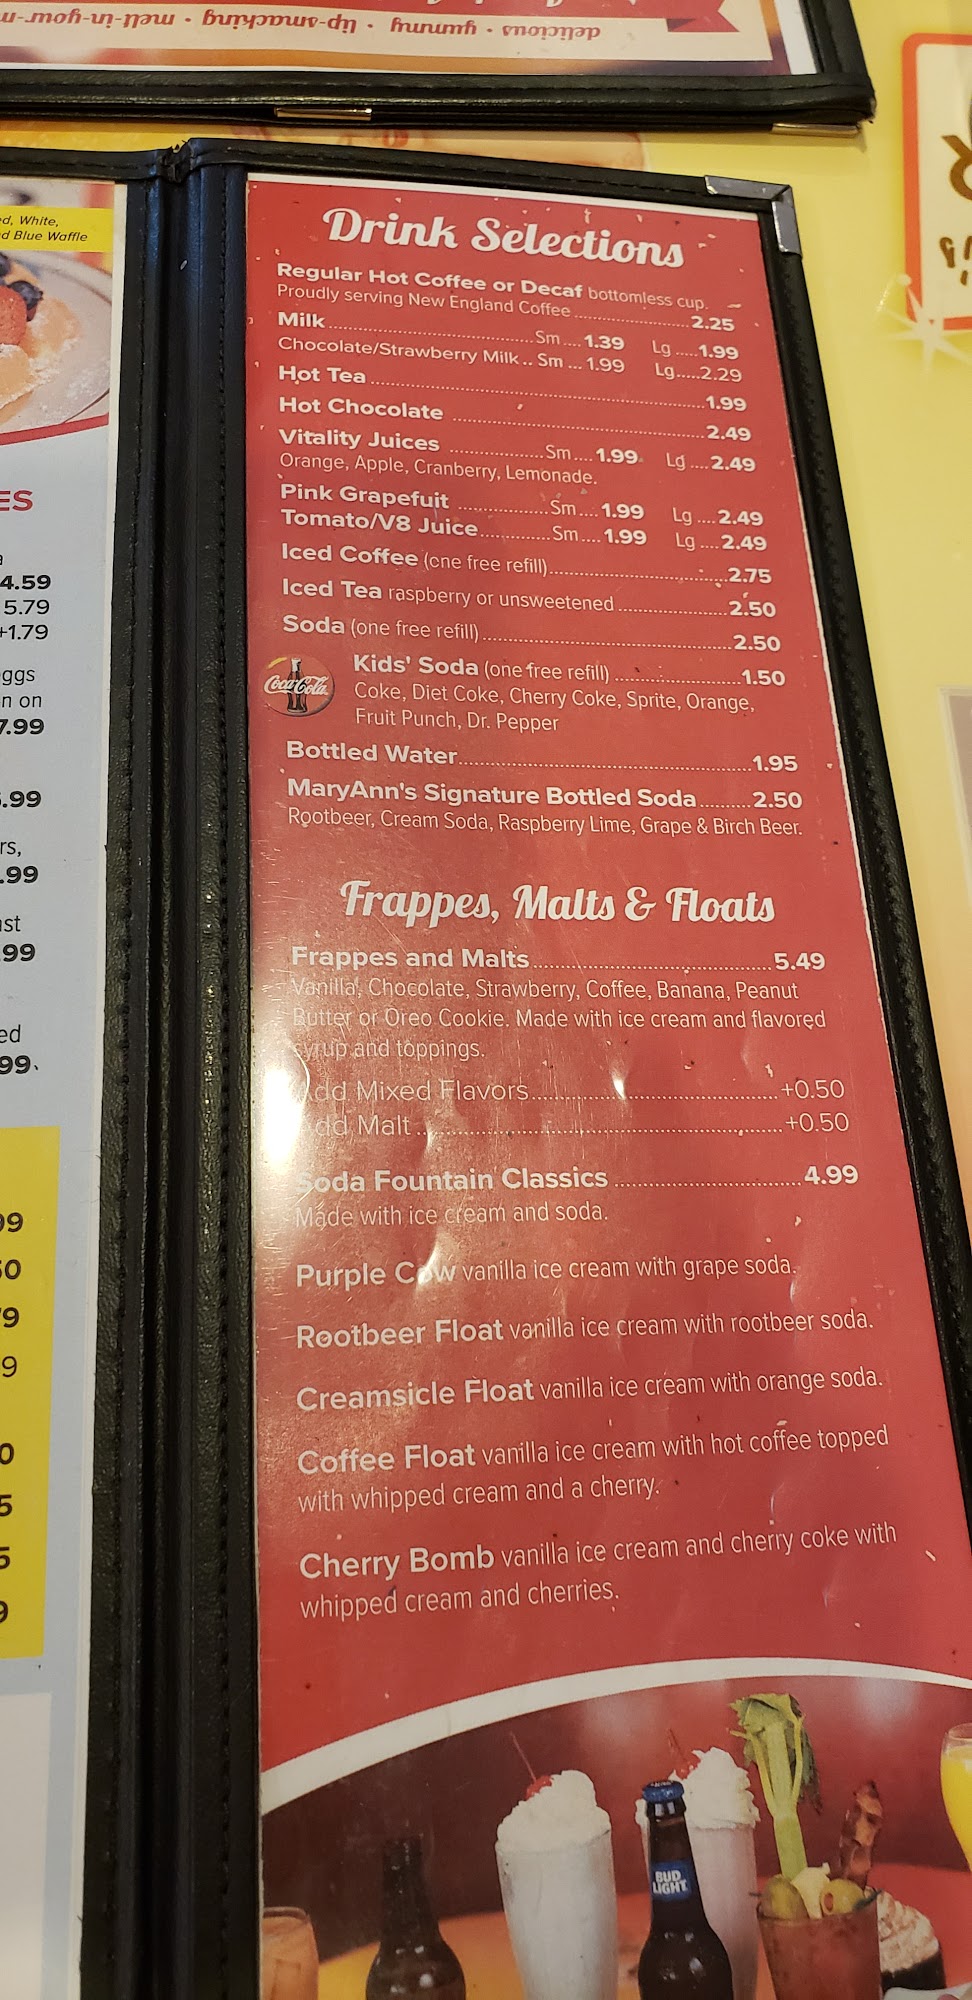 delicious • yummy • lip-smacking • melt-in-your-m
ed, White,
d Blue Waffle
ES
4.59
5.79
+1.79
eggs
n on
7.99
.99
rs,
.99
ast
.99
ed
99
99
50
79
9
0
5
5
9
Drink Selections
Regular Hot Coffee or Decaf bottomless cup.
Proudly serving New England Coffee ........ 2.25
Milk ........ Sm .... 1.39 Lg ..... 1.99
Chocolate/Strawberry Milk .. Sm ... 1.99 Lg ..... 2.29
Hot Tea ........ 1.99
Hot Chocolate ........ 2.49
Vitality Juices ........ Sm .... 1.99 Lg .... 2.49
Orange, Apple, Cranberry, Lemonade.
Pink Grapefuit ........ Sm .... 1.99 Lg .... 2.49
Tomato/V8 Juice ........ Sm .... 1.99 Lg .... 2.49
Iced Coffee (one free refill) ........ 2.75
Iced Tea raspberry or unsweetened ........ 2.50
Soda (one free refill) ........ 2.50
Coca-Cola
Kids' Soda (one free refill) ........ 1.50
Coke, Diet Coke, Cherry Coke, Sprite, Orange,
Fruit Punch, Dr. Pepper
Bottled Water ........ 1.95
MaryAnn's Signature Bottled Soda ........ 2.50
Rootbeer, Cream Soda, Raspberry Lime, Grape & Birch Beer.
Frappes, Malts & Floats
Frappes and Malts ........ 5.49
Vanilla, Chocolate, Strawberry, Coffee, Banana, Peanut
Butter or Oreo Cookie. Made with ice cream and flavored
syrup and toppings.
Add Mixed Flavors ........ +0.50
Add Malt ........ +0.50
Soda Fountain Classics ........ 4.99
Made with ice cream and soda.
Purple Cow vanilla ice cream with grape soda.
Rootbeer Float vanilla ice cream with rootbeer soda.
Creamsicle Float vanilla ice cream with orange soda.
Coffee Float vanilla ice cream with hot coffee topped
with whipped cream and a cherry.
Cherry Bomb vanilla ice cream and cherry coke with
whipped cream and cherries.
BUD
LIGHT